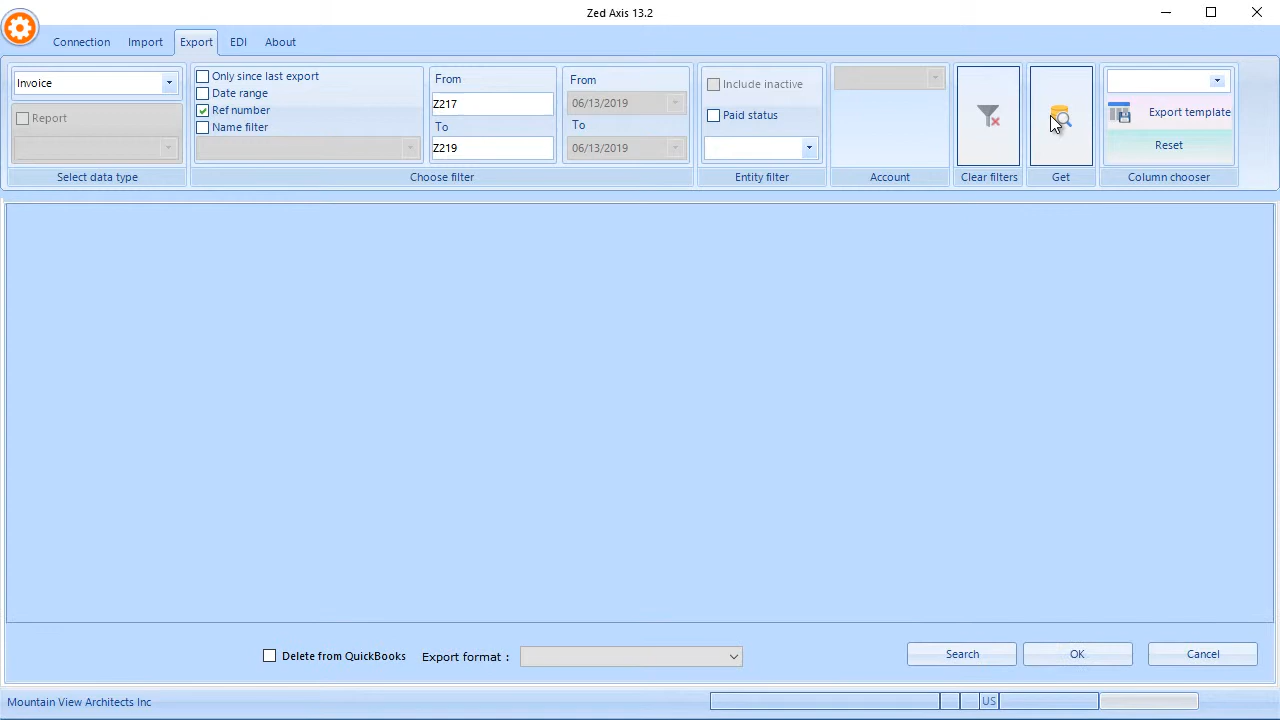 Zed Axis 13.2
Connection Import Export EDI About
Invoice
Report
Select data type
Only since last export
Date range
Ref number
Name filter
From
Z217
To
Z219
From
06/13/2019
To
06/13/2019
Choose filter
Include inactive
Paid status
Entity filter
Account
Clear filters
Get
Export template
Reset
Column chooser
Delete from QuickBooks
Export format :
Search
OK
Cancel
Mountain View Architects Inc
US